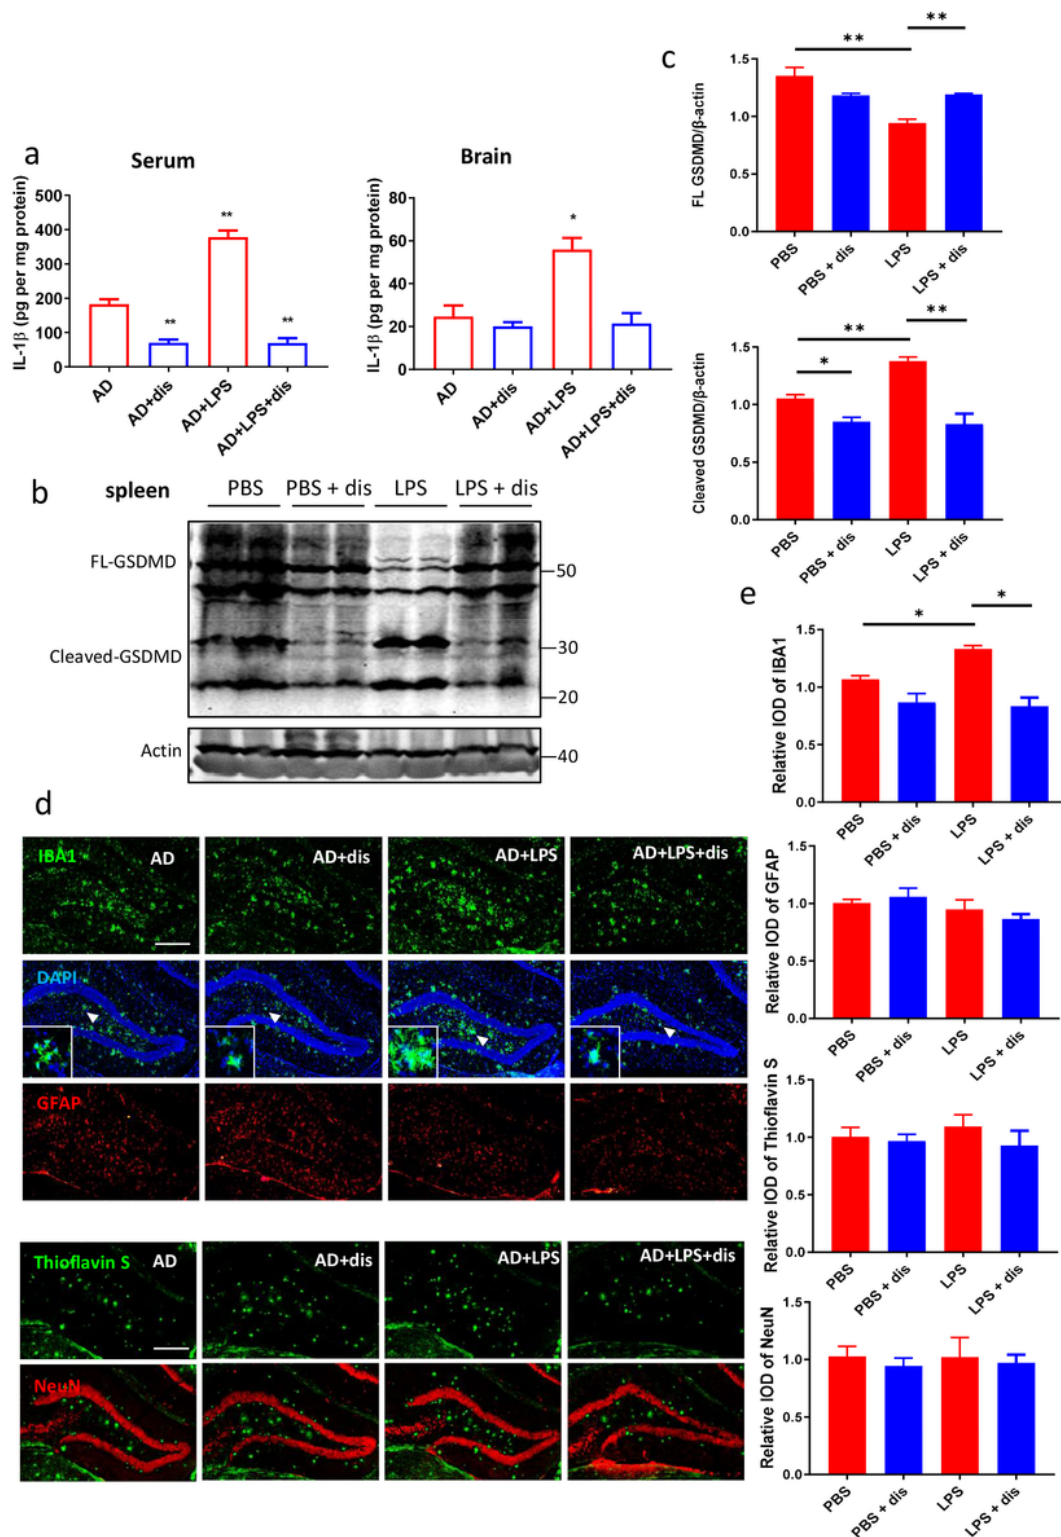 a
Serum
IL-1β (pg per mg protein)
500
400
300
200
100
0
**
**
**
AD
AD+dis
AD+LPS
AD+LPS+dis
Brain
IL-1β (pg per mg protein)
80
60
40
20
0
*
AD
AD+dis
AD+LPS
AD+LPS+dis
b
spleen
PBS
PBS + dis
LPS
LPS + dis
FL-GSDMD
50
30
Cleaved-GSDMD
20
Actin
40
c
**
**
FL GSDMD/β-actin
1.5
1.0
0.5
0.0
PBS
PBS + dis
LPS
LPS + dis
**
**
*
Cleaved GSDMD/β-actin
1.5
1.0
0.5
0.0
PBS
PBS + dis
LPS
LPS + dis
d
IBA1
AD
AD+dis
AD+LPS
AD+LPS+dis
DAPI
GFAP
Thioflavin S
AD
AD+dis
AD+LPS
AD+LPS+dis
NeuN
e
*
*
Relative IOD of IBA1
1.5
1.0
0.5
0.0
PBS
PBS + dis
LPS
LPS + dis
Relative IOD of GFAP
1.5
1.0
0.5
0.0
PBS
PBS + dis
LPS
LPS + dis
Relative IOD of Thioflavin S
1.5
1.0
0.5
0.0
PBS
PBS + dis
LPS
LPS + dis
Relative IOD of NeuN
1.5
1.0
0.5
0.0
PBS
PBS + dis
LPS
LPS + dis